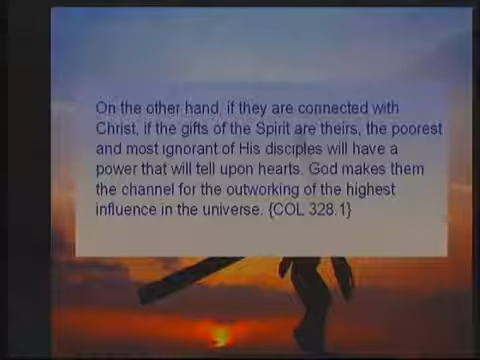 On the other hand, if they are connected with
Christ, if the gifts of the Spirit are theirs, the poorest
and most ignorant of His disciples will have a
power that will tell upon hearts. God makes them
the channel for the outworking of the highest
influence in the universe. {COL 328.1}